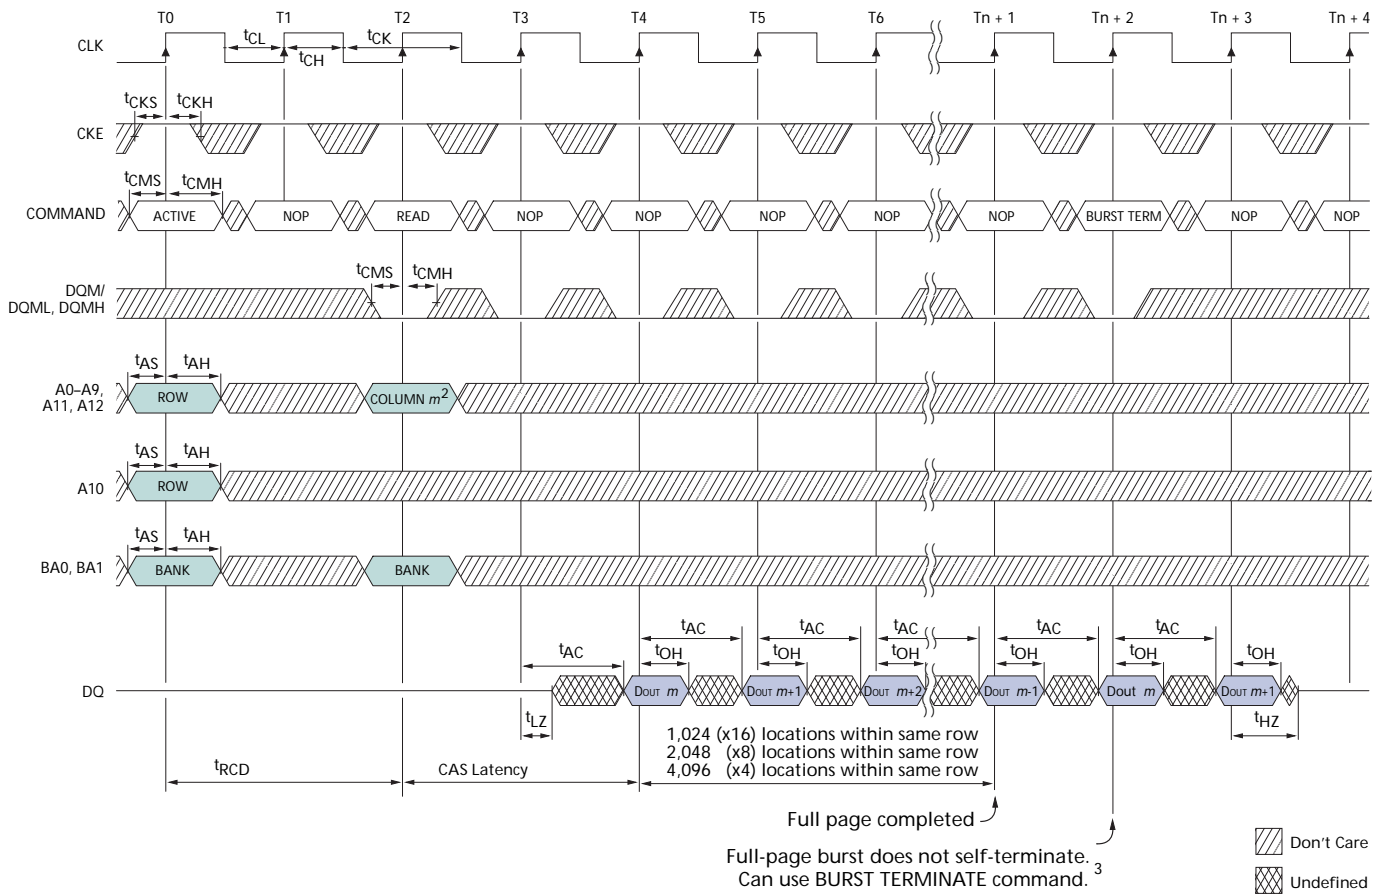 T0 T1 T2 T3 T4 T5 T6 Tn + 1 Tn + 2 Tn + 3 Tn + 4
CLK
tCL tCK
tCH
tCKS tCKH
CKE
tCMS tCMH
COMMAND
ACTIVE NOP READ NOP NOP NOP NOP NOP BURST TERM NOP NOP
tCMS tCMH
DQM/
DQML, DQMH
tAS tAH
A0–A9,
A11, A12
ROW COLUMN m2
tAS tAH
A10
ROW
tAS tAH
BA0, BA1
BANK BANK
tAC tAC tAC tAC tAC tAC
tOH tOH tOH tOH tOH tOH
DQ
DOUT m DOUT m+1 DOUT m+2 DOUT m-1 Dout m DOUT m+1
tLZ tHZ
1,024 (x16) locations within same row
2,048 (x8) locations within same row
4,096 (x4) locations within same row
tRCD CAS Latency
Full page completed
Full-page burst does not self-terminate.
Can use BURST TERMINATE command. 3
Don't Care
Undefined